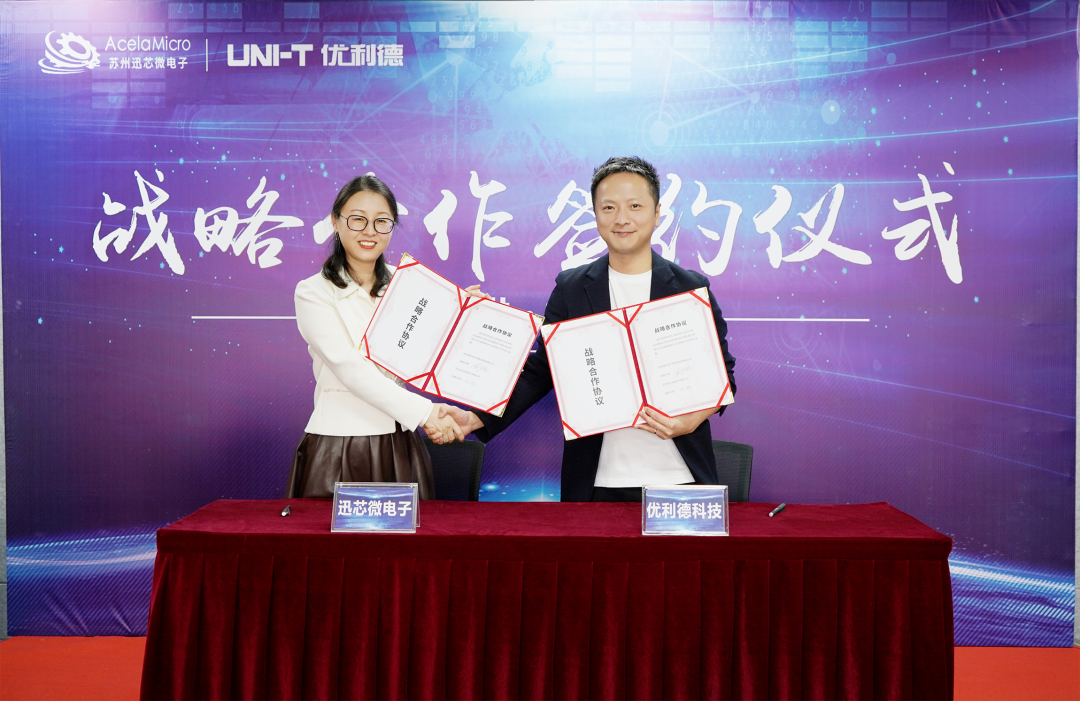 AcelaMicro
苏州迅芯微电子
UNI-T 优利德
战略合作签约仪式
战略合作协议
战略合作协议
战略合作协议
战略合作协议
迅芯微电子
优利德科技